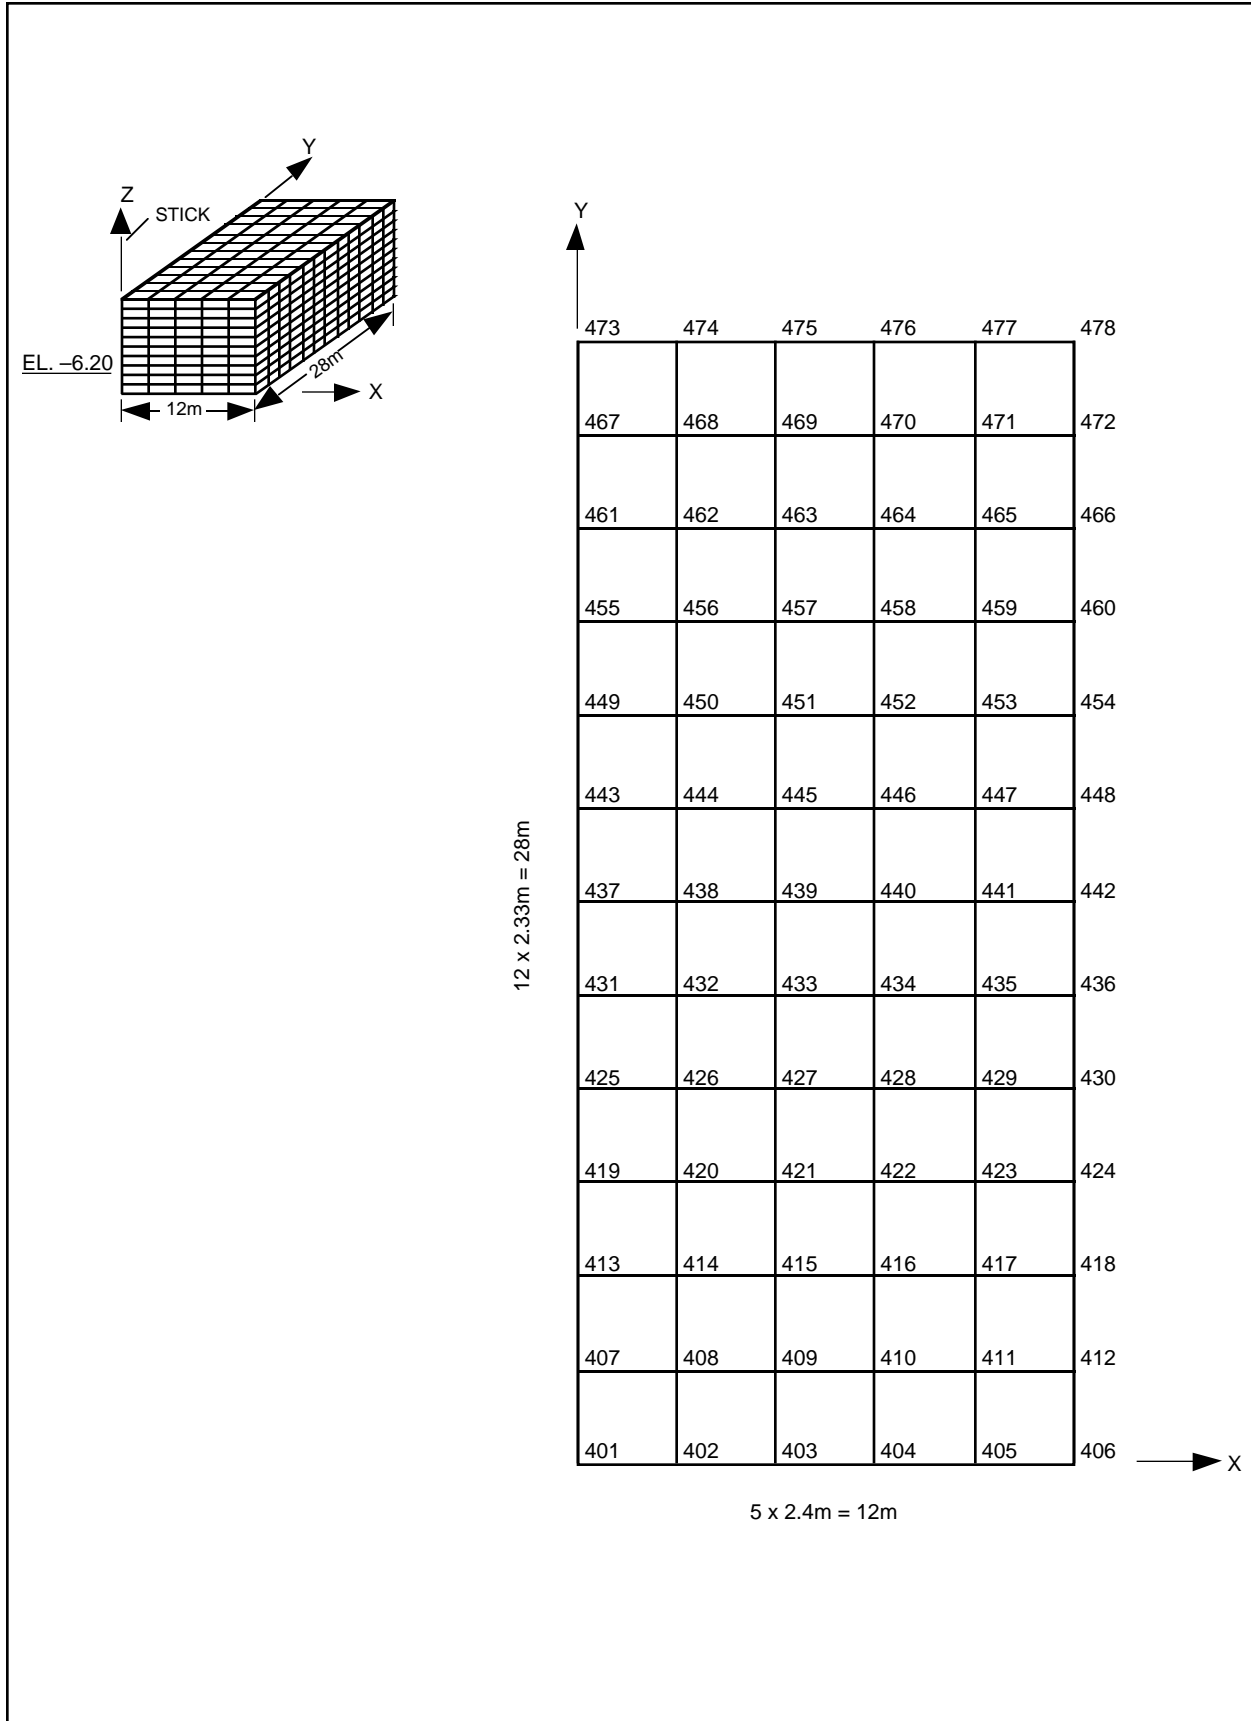 Y
Z
STICK
EL. –6.20
28m
X
12m
Y
473 474 475 476 477 478
467 468 469 470 471 472
461 462 463 464 465 466
455 456 457 458 459 460
449 450 451 452 453 454
443 444 445 446 447 448
437 438 439 440 441 442
431 432 433 434 435 436
425 426 427 428 429 430
419 420 421 422 423 424
413 414 415 416 417 418
407 408 409 410 411 412
401 402 403 404 405 406
X
12 x 2.33m = 28m
5 x 2.4m = 12m